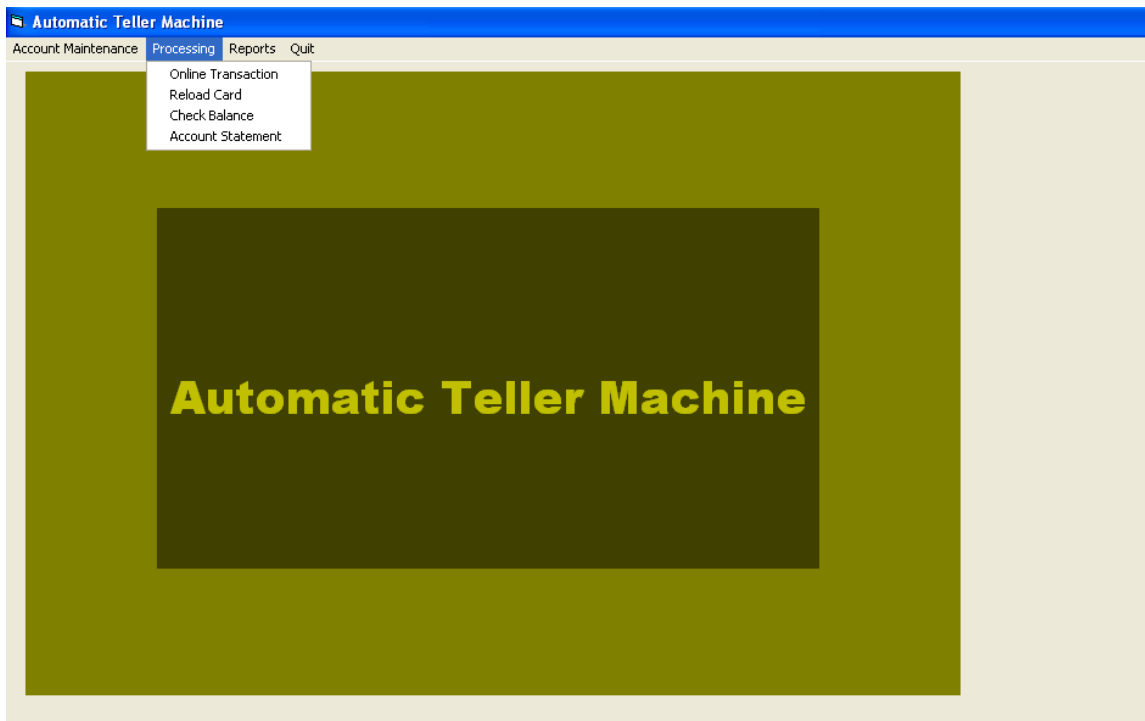 Automatic Teller Machine
Account Maintenance Processing Reports Quit
Online Transaction
Reload Card
Check Balance
Account Statement
Automatic Teller Machine